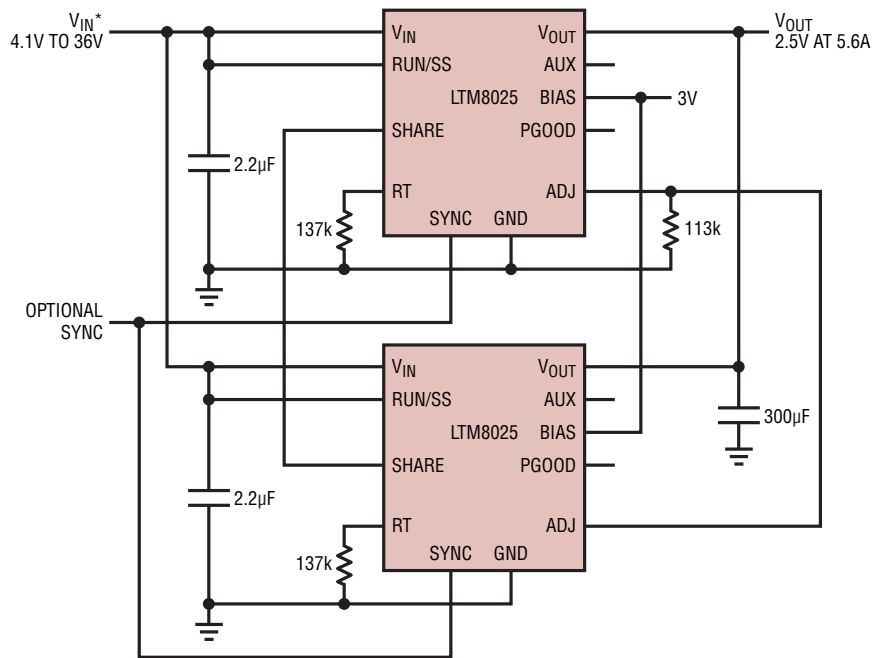 VIN*
4.1V TO 36V
VIN
VOUT
VOUT
2.5V AT 5.6A
RUN/SS
AUX
LTM8025
BIAS
3V
SHARE
PGOOD
2.2µF
RT
ADJ
137k
SYNC
GND
113k
OPTIONAL
SYNC
VIN
VOUT
RUN/SS
AUX
LTM8025
BIAS
300µF
SHARE
PGOOD
2.2µF
RT
ADJ
137k
SYNC
GND